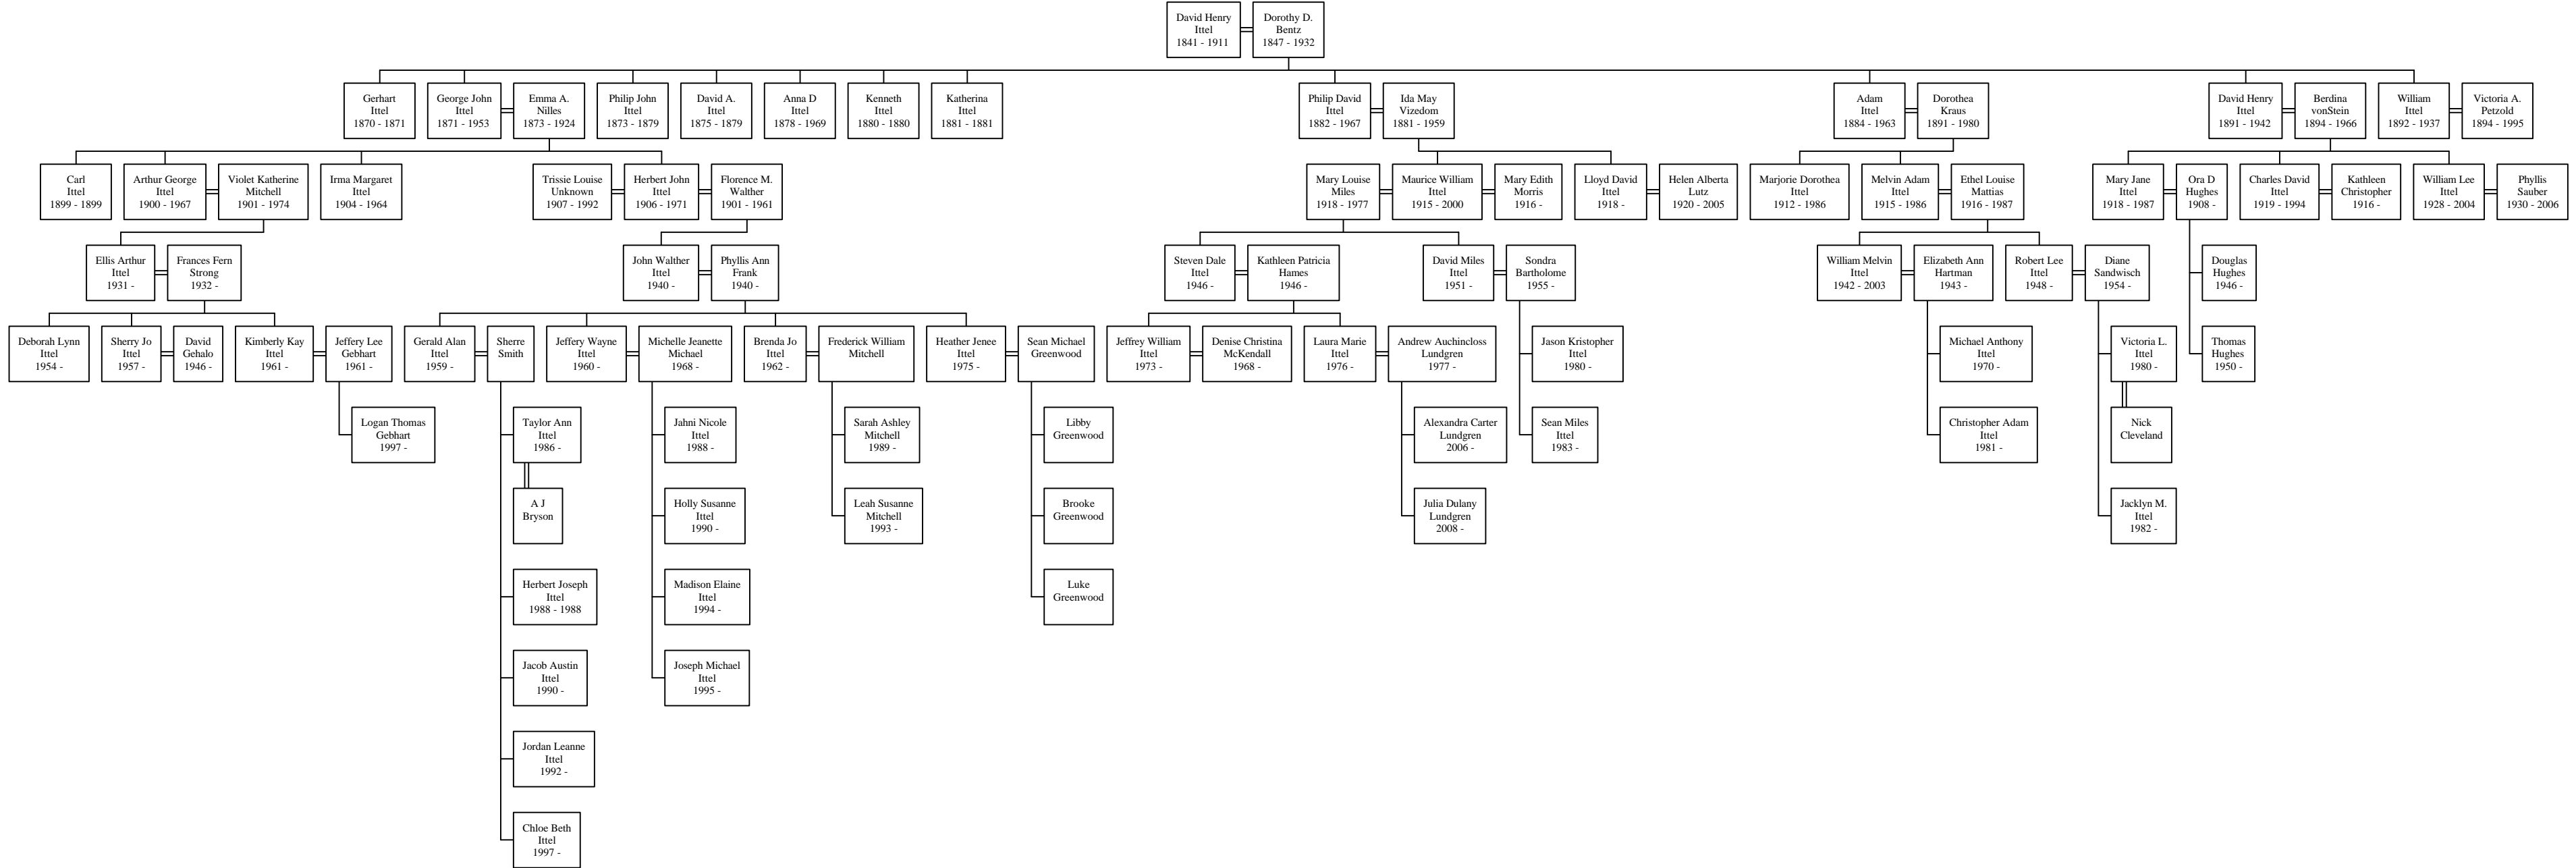 David Henry
Ittel
1841 - 1911
Dorothy D.
Bentz
1847 - 1932
Gerhart
Ittel
1870 - 1871
George John
Ittel
1871 - 1953
Emma A.
Nilles
1873 - 1924
Philip John
Ittel
1873 - 1879
David A.
Ittel
1875 - 1879
Anna D
Ittel
1878 - 1969
Kenneth
Ittel
1880 - 1880
Katherina
Ittel
1881 - 1881
Philip David
Ittel
1882 - 1967
Ida May
Vizedom
1881 - 1959
Adam
Ittel
1884 - 1963
Dorothea
Kraus
1891 - 1980
David Henry
Ittel
1891 - 1942
Berdina
vonStein
1894 - 1966
William
Ittel
1892 - 1937
Victoria A.
Petzold
1894 - 1995
Carl
Ittel
1899 - 1899
Arthur George
Ittel
1900 - 1967
Violet Katherine
Mitchell
1901 - 1974
Irma Margaret
Ittel
1904 - 1964
Trissie Louise
Unknown
1907 - 1992
Herbert John
Ittel
1906 - 1971
Florence M.
Walther
1901 - 1961
Mary Louise
Miles
1918 - 1977
Maurice William
Ittel
1915 - 2000
Mary Edith
Morris
1916 -
Lloyd David
Ittel
1918 -
Helen Alberta
Lutz
1920 - 2005
Marjorie Dorothea
Ittel
1912 - 1986
Melvin Adam
Ittel
1915 - 1986
Ethel Louise
Mattias
1916 - 1987
Mary Jane
Ittel
1918 - 1987
Ora D
Hughes
1908 -
Charles David
Ittel
1919 - 1994
Kathleen
Christopher
1916 -
William Lee
Ittel
1928 - 2004
Phyllis
Sauber
1930 - 2006
Ellis Arthur
Ittel
1931 -
Frances Fern
Strong
1932 -
John Walther
Ittel
1940 -
Phyllis Ann
Frank
1940 -
Steven Dale
Ittel
1946 -
Kathleen Patricia
Hames
1946 -
David Miles
Ittel
1951 -
Sondra
Bartholome
1955 -
William Melvin
Ittel
1942 - 2003
Elizabeth Ann
Hartman
1943 -
Robert Lee
Ittel
1948 -
Diane
Sandwisch
1954 -
Douglas
Hughes
1946 -
Deborah Lynn
Ittel
1954 -
Sherry Jo
Ittel
1957 -
David
Gehalo
1946 -
Kimberly Kay
Ittel
1961 -
Jeffery Lee
Gebhart
1961 -
Gerald Alan
Ittel
1959 -
Sherre
Smith
Jeffery Wayne
Ittel
1960 -
Michelle Jeanette
Michael
1968 -
Brenda Jo
Ittel
1962 -
Frederick William
Mitchell
Heather Jenee
Ittel
1975 -
Sean Michael
Greenwood
Jeffrey William
Ittel
1973 -
Denise Christina
McKendall
1968 -
Laura Marie
Ittel
1976 -
Andrew Auchincloss
Lundgren
1977 -
Jason Kristopher
Ittel
1980 -
Michael Anthony
Ittel
1970 -
Victoria L.
Ittel
1980 -
Thomas
Hughes
1950 -
Logan Thomas
Gebhart
1997 -
Taylor Ann
Ittel
1986 -
Jahni Nicole
Ittel
1988 -
Sarah Ashley
Mitchell
1989 -
Libby
Greenwood
Alexandra Carter
Lundgren
2006 -
Sean Miles
Ittel
1983 -
Christopher Adam
Ittel
1981 -
Nick
Cleveland
A J
Bryson
Holly Susanne
Ittel
1990 -
Leah Susanne
Mitchell
1993 -
Brooke
Greenwood
Julia Dulany
Lundgren
2008 -
Jacklyn M.
Ittel
1982 -
Herbert Joseph
Ittel
1988 - 1988
Madison Elaine
Ittel
1994 -
Luke
Greenwood
Jacob Austin
Ittel
1990 -
Joseph Michael
Ittel
1995 -
Jordan Leanne
Ittel
1992 -
Chloe Beth
Ittel
1997 -